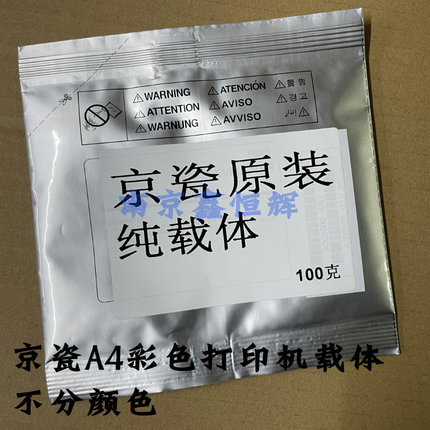 ⚠WARNING ⚠ATENCIÓN ⚠警告
⚠ATTENTION ⚠AVISO ⚠경고
⚠WARNUNG ⚠AVVISO ⚠إنذار
京瓷原装
南京鑫恒辉
纯载体
100克
京瓷A4彩色打印机载体
不分颜色